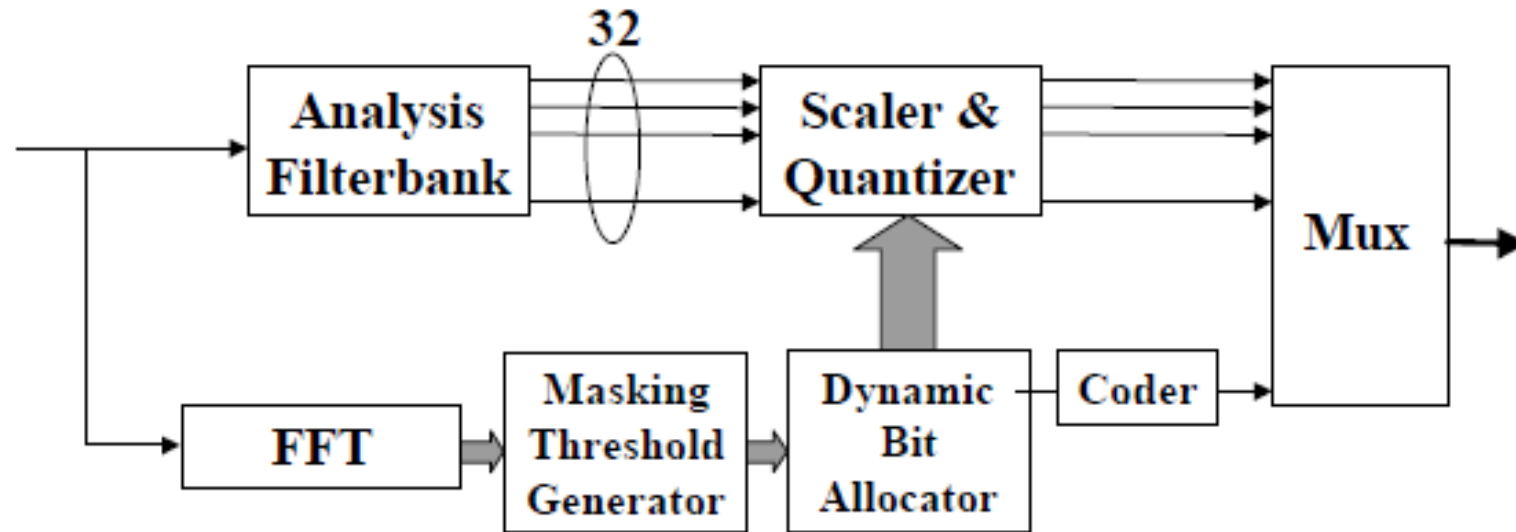 32
Analysis
Filterbank
Scaler &
Quantizer
Mux
FFT
Masking
Threshold
Generator
Dynamic
Bit
Allocator
Coder